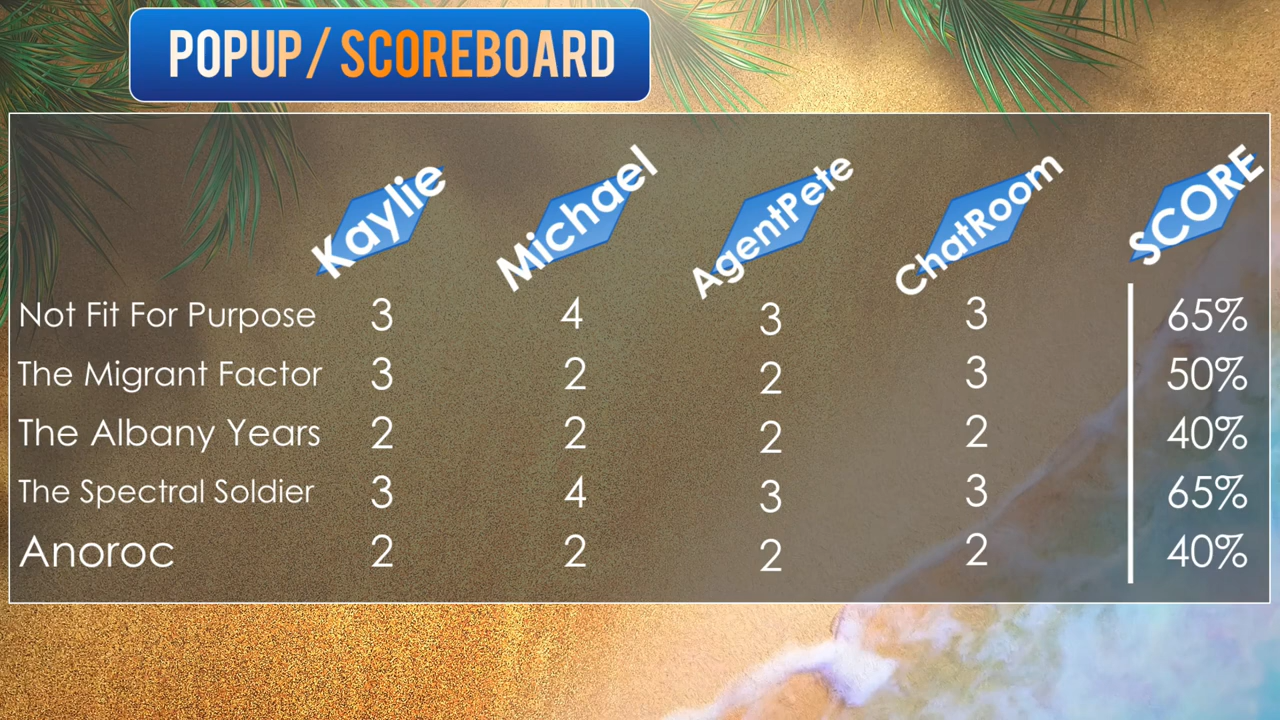 POPUP / SCOREBOARD
Kaylie Michael AgentPete ChatRoom SCORE
Not Fit For Purpose 3 4 3 3 65%
The Migrant Factor 3 2 2 3 50%
The Albany Years 2 2 2 2 40%
The Spectral Soldier 3 4 3 3 65%
Anoroc 2 2 2 2 40%